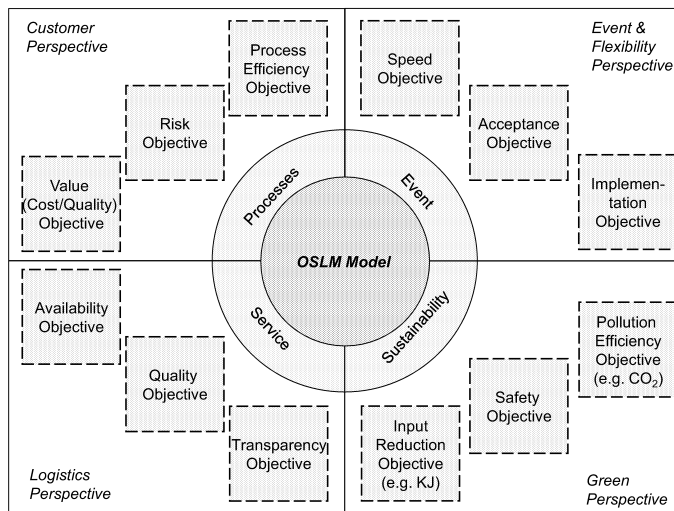 Customer
Perspective
Process
Efficiency
Objective
Risk
Objective
Value
(Cost/Quality)
Objective
Speed
Objective
Event &
Flexibility
Perspective
Acceptance
Objective
Implemen-
tation
Objective
Processes
Event
OSLM Model
Service
Sustainability
Availability
Objective
Quality
Objective
Transparency
Objective
Logistics
Perspective
Pollution
Efficiency
Objective
(e.g. CO₂)
Safety
Objective
Input
Reduction
Objective
(e.g. KJ)
Green
Perspective